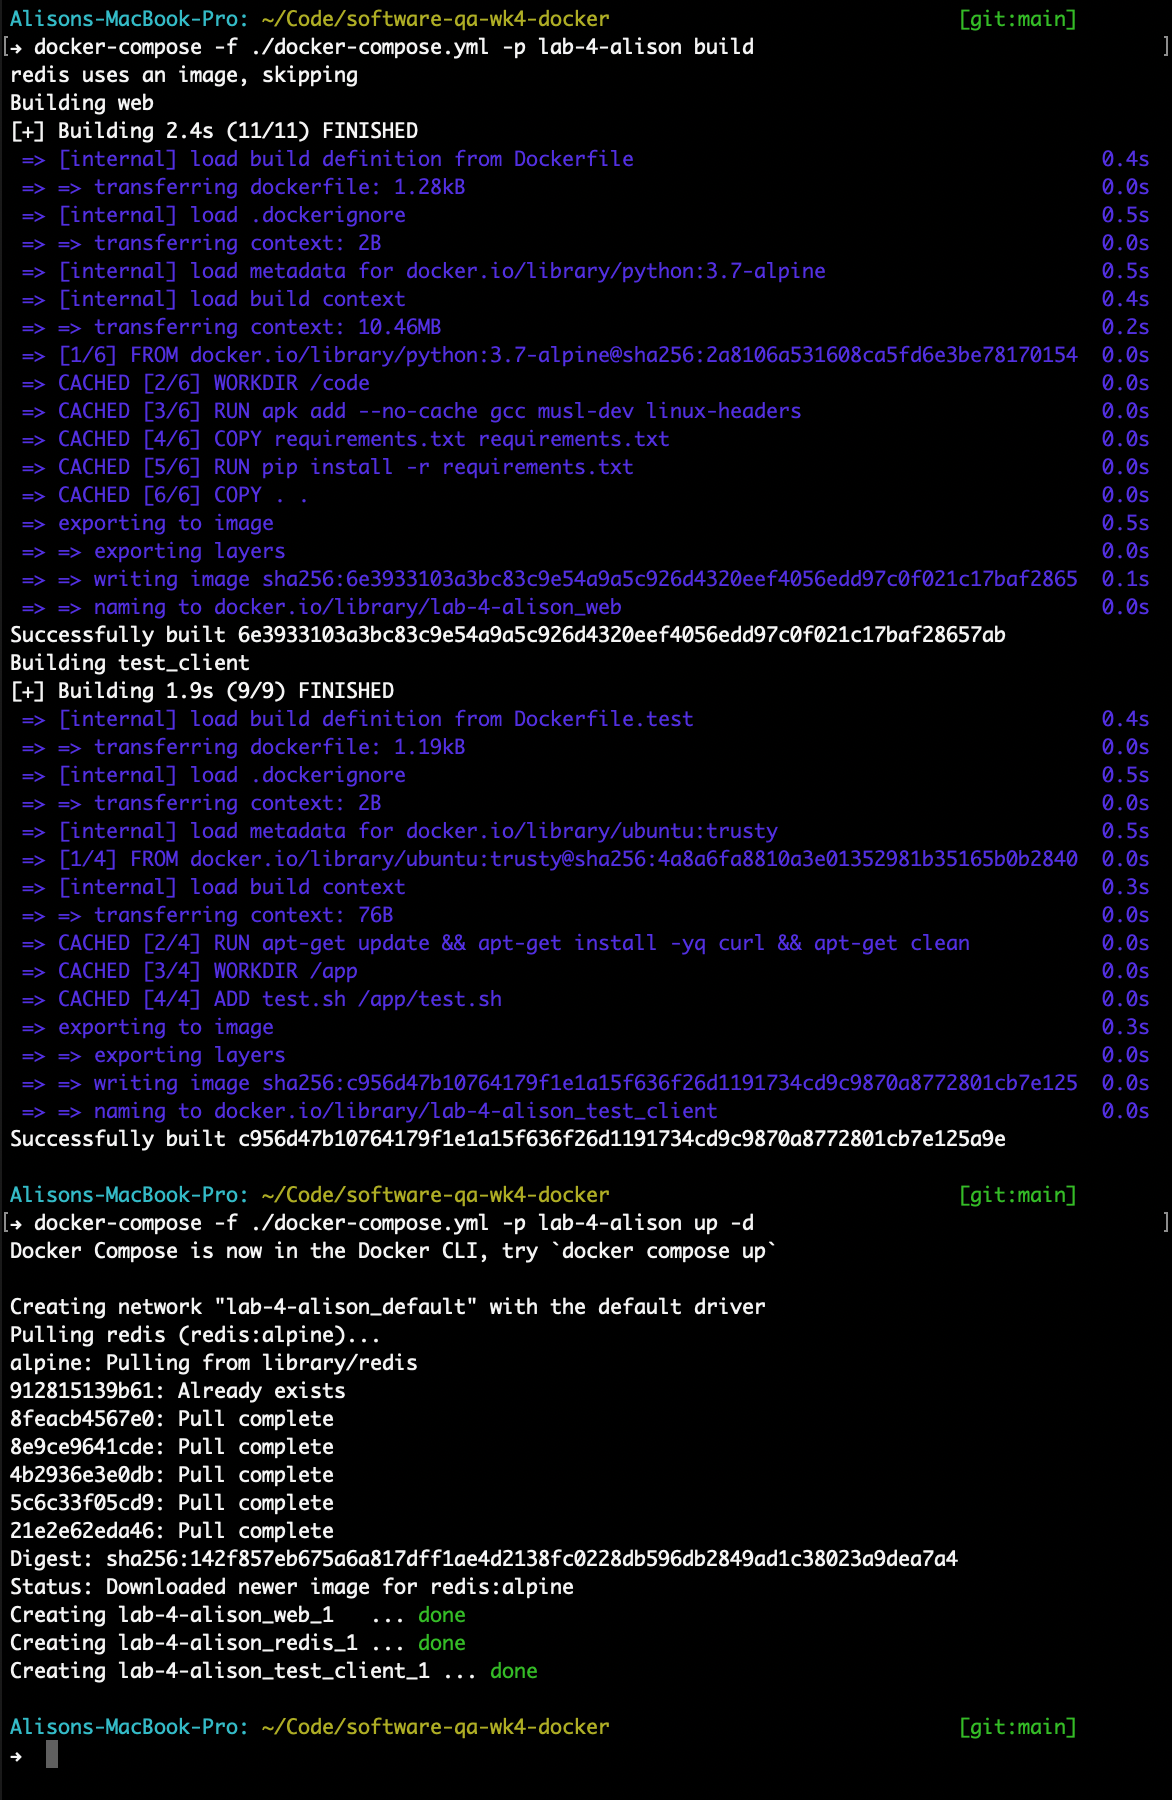 Alisons-MacBook-Pro: ~/Code/software-qa-wk4-docker [git:main]
[→ docker-compose -f ./docker-compose.yml -p lab-4-alison build ]
redis uses an image, skipping
Building web
[+] Building 2.4s (11/11) FINISHED
=> [internal] load build definition from Dockerfile 0.4s
=> => transferring dockerfile: 1.28kB 0.0s
=> [internal] load .dockerignore 0.5s
=> => transferring context: 2B 0.0s
=> [internal] load metadata for docker.io/library/python:3.7-alpine 0.5s
=> [internal] load build context 0.4s
=> => transferring context: 10.46MB 0.2s
=> [1/6] FROM docker.io/library/python:3.7-alpine@sha256:2a8106a531608ca5fd6e3be78170154 0.0s
=> CACHED [2/6] WORKDIR /code 0.0s
=> CACHED [3/6] RUN apk add --no-cache gcc musl-dev linux-headers 0.0s
=> CACHED [4/6] COPY requirements.txt requirements.txt 0.0s
=> CACHED [5/6] RUN pip install -r requirements.txt 0.0s
=> CACHED [6/6] COPY . . 0.0s
=> exporting to image 0.5s
=> => exporting layers 0.0s
=> => writing image sha256:6e3933103a3bc83c9e54a9a5c926d4320eef4056edd97c0f021c17baf2865 0.1s
=> => naming to docker.io/library/lab-4-alison_web 0.0s
Successfully built 6e3933103a3bc83c9e54a9a5c926d4320eef4056edd97c0f021c17baf28657ab
Building test_client
[+] Building 1.9s (9/9) FINISHED
=> [internal] load build definition from Dockerfile.test 0.4s
=> => transferring dockerfile: 1.19kB 0.0s
=> [internal] load .dockerignore 0.5s
=> => transferring context: 2B 0.0s
=> [internal] load metadata for docker.io/library/ubuntu:trusty 0.5s
=> [1/4] FROM docker.io/library/ubuntu:trusty@sha256:4a8a6fa8810a3e01352981b35165b0b2840 0.0s
=> [internal] load build context 0.3s
=> => transferring context: 76B 0.0s
=> CACHED [2/4] RUN apt-get update && apt-get install -yq curl && apt-get clean 0.0s
=> CACHED [3/4] WORKDIR /app 0.0s
=> CACHED [4/4] ADD test.sh /app/test.sh 0.0s
=> exporting to image 0.3s
=> => exporting layers 0.0s
=> => writing image sha256:c956d47b10764179f1e1a15f636f26d1191734cd9c9870a8772801cb7e125 0.0s
=> => naming to docker.io/library/lab-4-alison_test_client 0.0s
Successfully built c956d47b10764179f1e1a15f636f26d1191734cd9c9870a8772801cb7e125a9e
Alisons-MacBook-Pro: ~/Code/software-qa-wk4-docker [git:main]
[→ docker-compose -f ./docker-compose.yml -p lab-4-alison up -d ]
Docker Compose is now in the Docker CLI, try `docker compose up`
Creating network "lab-4-alison_default" with the default driver
Pulling redis (redis:alpine)...
alpine: Pulling from library/redis
912815139b61: Already exists
8feacb4567e0: Pull complete
8e9ce9641cde: Pull complete
4b2936e3e0db: Pull complete
5c6c33f05cd9: Pull complete
21e2e62eda46: Pull complete
Digest: sha256:142f857eb675a6a817dff1ae4d2138fc0228db596db2849ad1c38023a9dea7a4
Status: Downloaded newer image for redis:alpine
Creating lab-4-alison_web_1 ... done
Creating lab-4-alison_redis_1 ... done
Creating lab-4-alison_test_client_1 ... done
Alisons-MacBook-Pro: ~/Code/software-qa-wk4-docker [git:main]
→